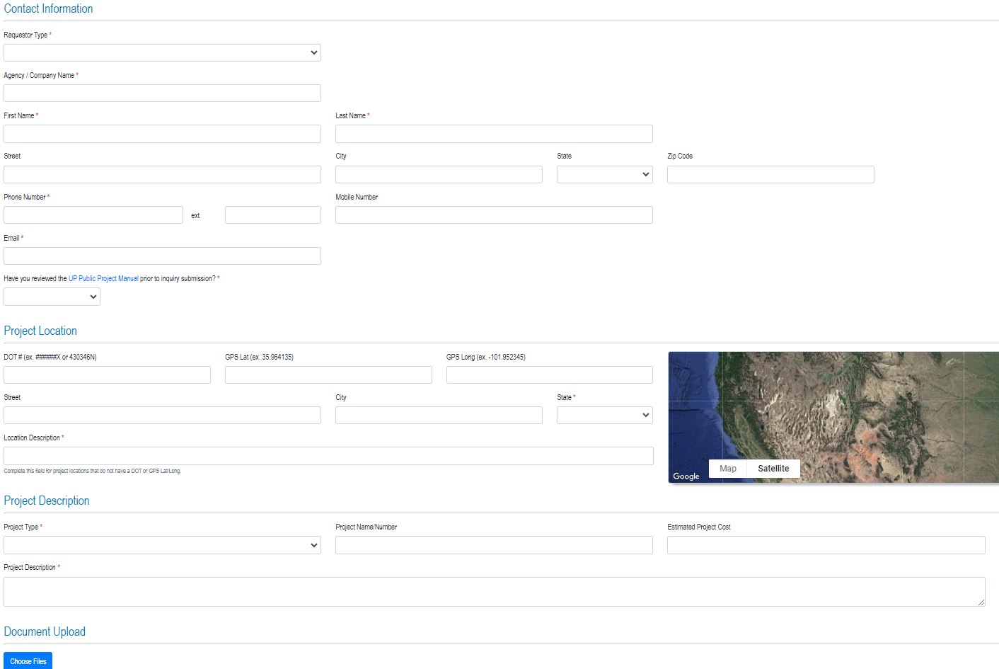 Contact Information
Requestor Type *
Agency / Company Name *
First Name * Last Name *
Street City State Zip Code
Phone Number * Mobile Number
ext
Email *
Have you reviewed the UP Public Project Manual prior to inquiry submission? *
Project Location
DOT # (ex. ######X or 430346N) GPS Lat (ex. 35.964135) GPS Long (ex. -101.952345)
Street City State *
Location Description *
Complete this field for project locations that do not have a DOT or GPS Lat/Long.
Map Satellite
Google
Project Description
Project Type * Project Name/Number Estimated Project Cost
Project Description *
Document Upload
Choose Files